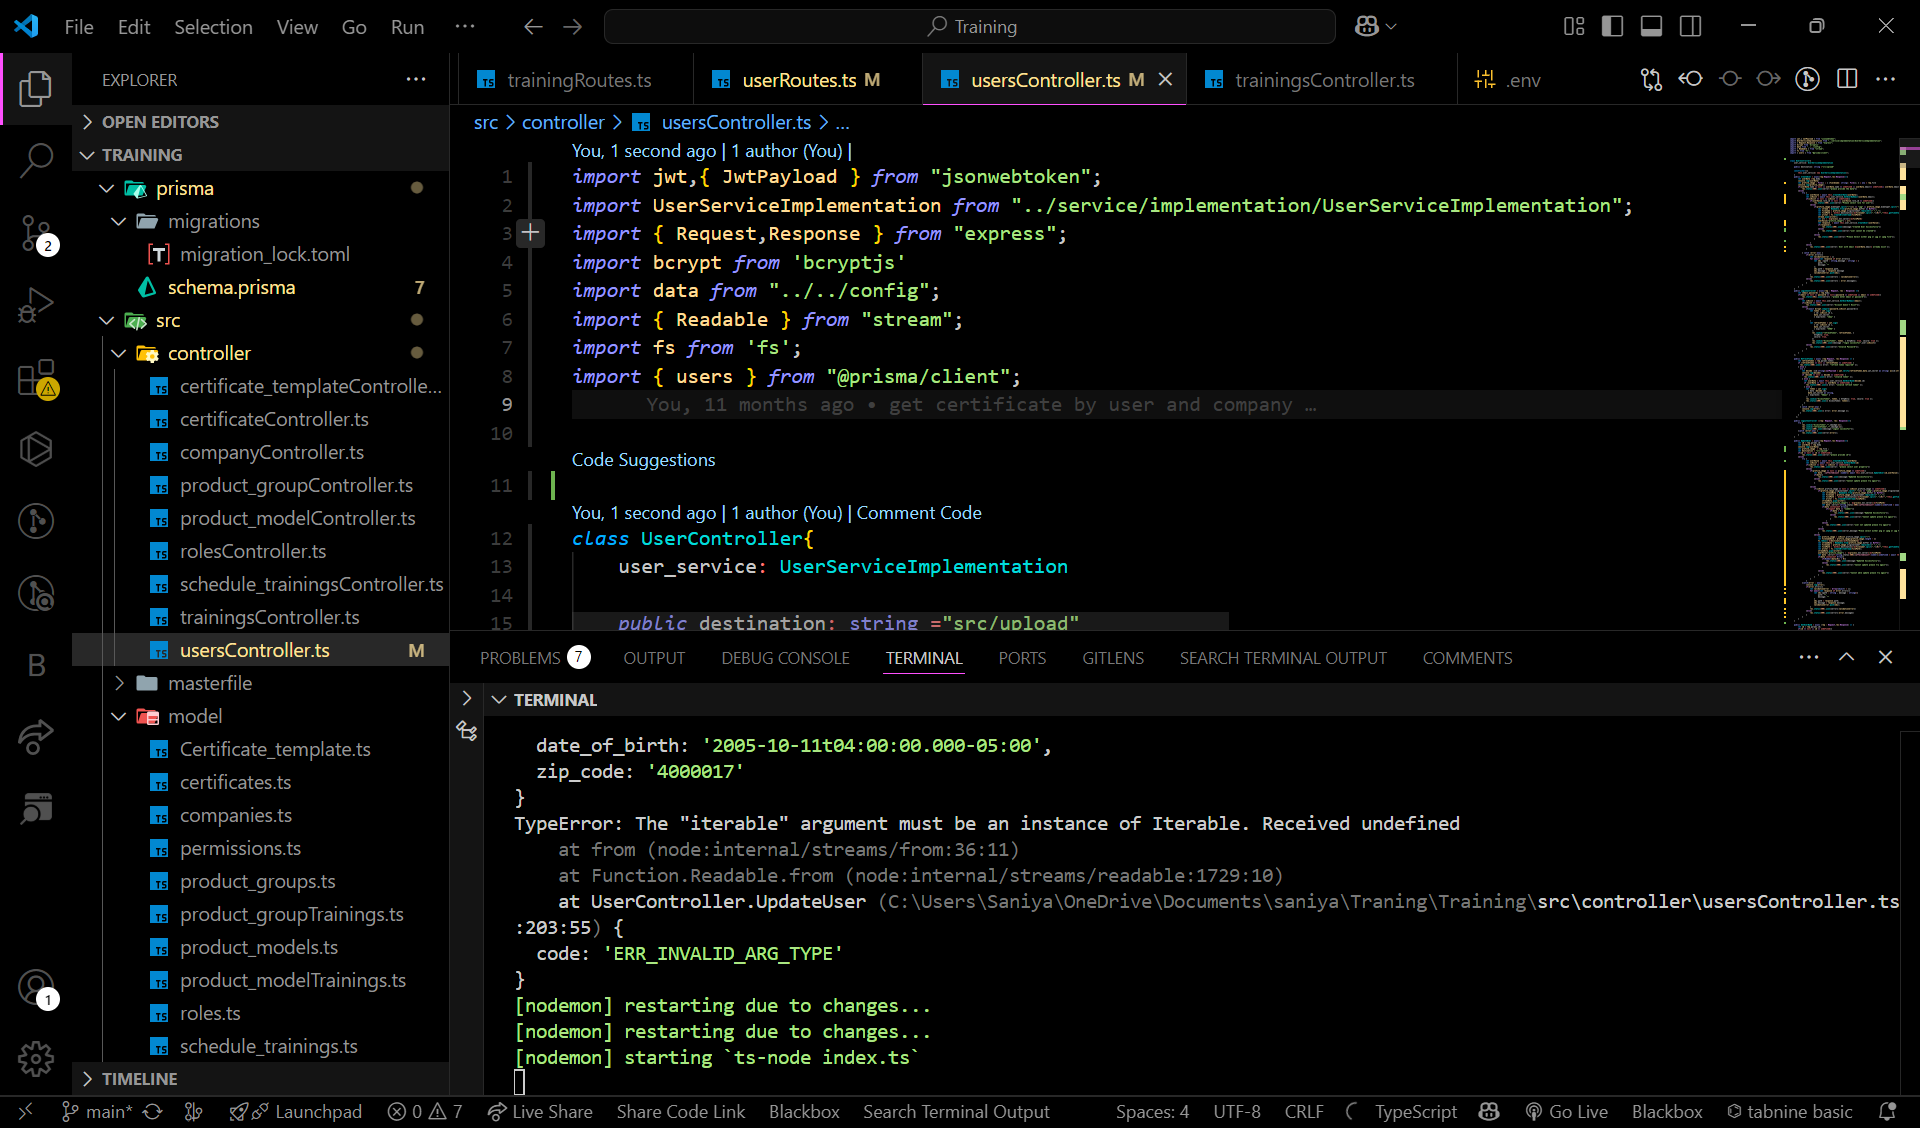 File Edit Selection View Go Run ... Training
EXPLORER ...
OPEN EDITORS
TRAINING
prisma
migrations
migration_lock.toml
schema.prisma 7
src
controller
certificate_templateControlle...
certificateController.ts
companyController.ts
product_groupController.ts
product_modelController.ts
rolesController.ts
schedule_trainingsController.ts
trainingsController.ts
usersController.ts M
masterfile
model
Certificate_template.ts
certificates.ts
companies.ts
permissions.ts
product_groups.ts
product_groupTrainings.ts
product_models.ts
product_modelTrainings.ts
roles.ts
schedule_trainings.ts
TIMELINE
2
1
trainingRoutes.ts userRoutes.ts M usersController.ts M trainingsController.ts .env
src > controller > usersController.ts > ...
You, 1 second ago | 1 author (You) |
1 import jwt,{ JwtPayload } from "jsonwebtoken";
2 import UserServiceImplementation from "../service/implementation/UserServiceImplementation";
3 import { Request,Response } from "express";
4 import bcrypt from 'bcryptjs'
5 import data from "../../config";
6 import { Readable } from "stream";
7 import fs from 'fs';
8 import { users } from "@prisma/client";
9 You, 11 months ago • get certificate by user and company …
10
Code Suggestions
11
You, 1 second ago | 1 author (You) | Comment Code
12 class UserController{
13 user_service: UserServiceImplementation
14
15 public destination: string ="src/upload"
PROBLEMS 7 OUTPUT DEBUG CONSOLE TERMINAL PORTS GITLENS SEARCH TERMINAL OUTPUT COMMENTS
TERMINAL
date_of_birth: '2005-10-11t04:00:00.000-05:00',
zip_code: '4000017'
}
TypeError: The "iterable" argument must be an instance of Iterable. Received undefined
at from (node:internal/streams/from:36:11)
at Function.Readable.from (node:internal/streams/readable:1729:10)
at UserController.UpdateUser (C:\Users\Saniya\OneDrive\Documents\saniya\Traning\Training\src\controller\usersController.ts
:203:55) {
code: 'ERR_INVALID_ARG_TYPE'
}
[nodemon] restarting due to changes...
[nodemon] restarting due to changes...
[nodemon] starting `ts-node index.ts`
main* Launchpad 0 7 Live Share Share Code Link Blackbox Search Terminal Output Spaces: 4 UTF-8 CRLF TypeScript Go Live Blackbox tabnine basic